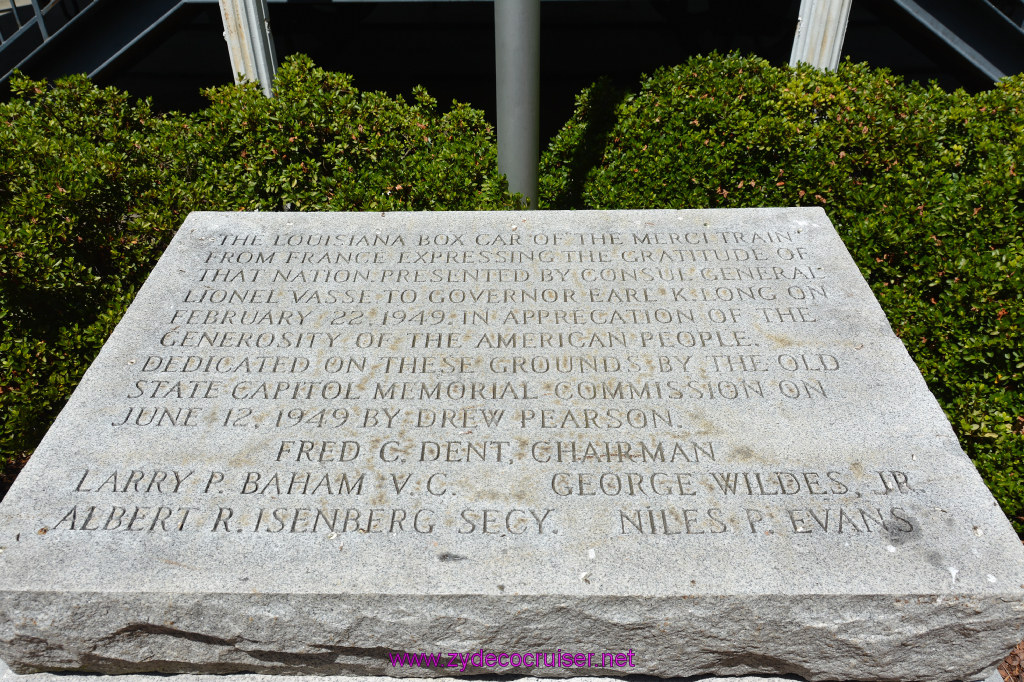 "THE LOUISIANA BOX CAR OF THE MERCI TRAIN"
FROM FRANCE EXPRESSING THE GRATITUDE OF
THAT NATION PRESENTED BY CONSUL GENERAL
LIONEL VASSE TO GOVERNOR EARL K. LONG ON
FEBRUARY 22, 1949, IN APPRECATION OF THE
GENEROSITY OF THE AMERICAN PEOPLE.
DEDICATED ON THESE GROUNDS BY THE OLD
STATE CAPITOL MEMORIAL COMMISSION ON
JUNE 12, 1949 BY DREW PEARSON.
FRED C. DENT, CHAIRMAN
LARRY P. BAHAM V.C. GEORGE WILDES, JR.
ALBERT R. ISENBERG SECY. NILES P. EVANS
www.zydecocruiser.net